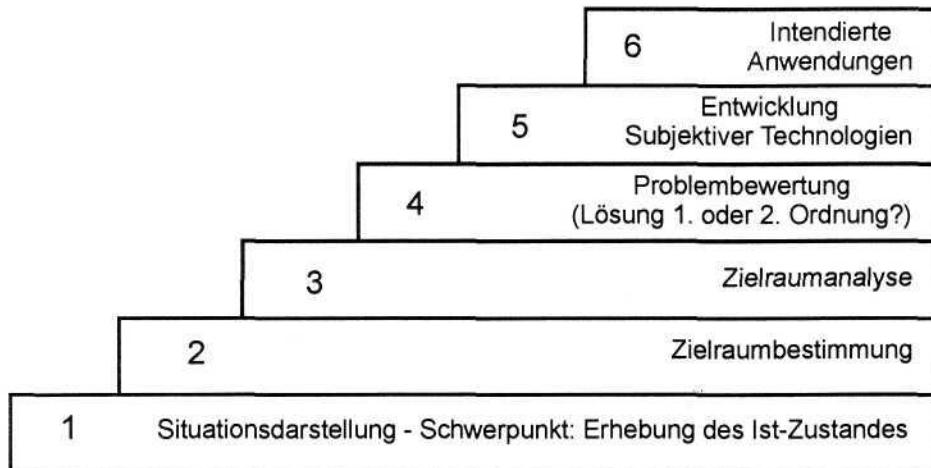 6 Intendierte
Anwendungen
5 Entwicklung
Subjektiver Technologien
4 Problembewertung
(Lösung 1. oder 2. Ordnung?)
3 Zielraumanalyse
2 Zielraumbestimmung
1 Situationsdarstellung - Schwerpunkt: Erhebung des Ist-Zustandes